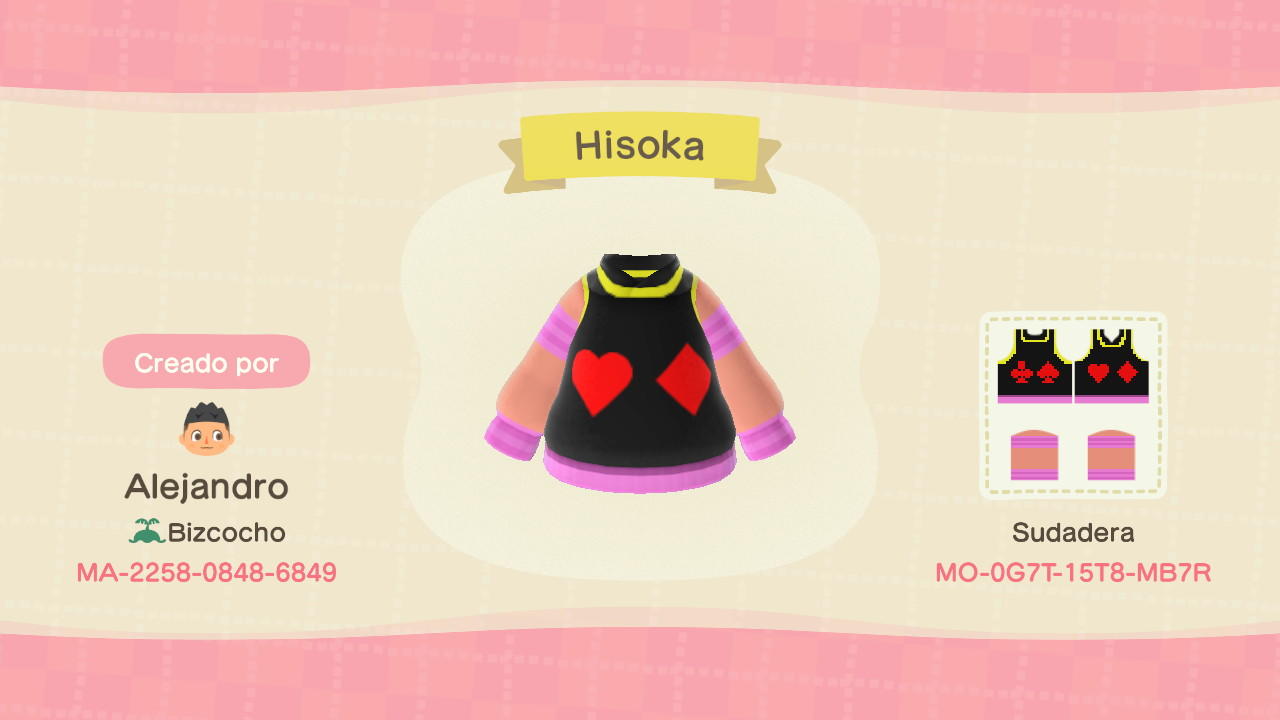 Hisoka
Creado por
Alejandro
Bizcocho
MA-2258-0848-6849
Sudadera
MO-0G7T-15T8-MB7R